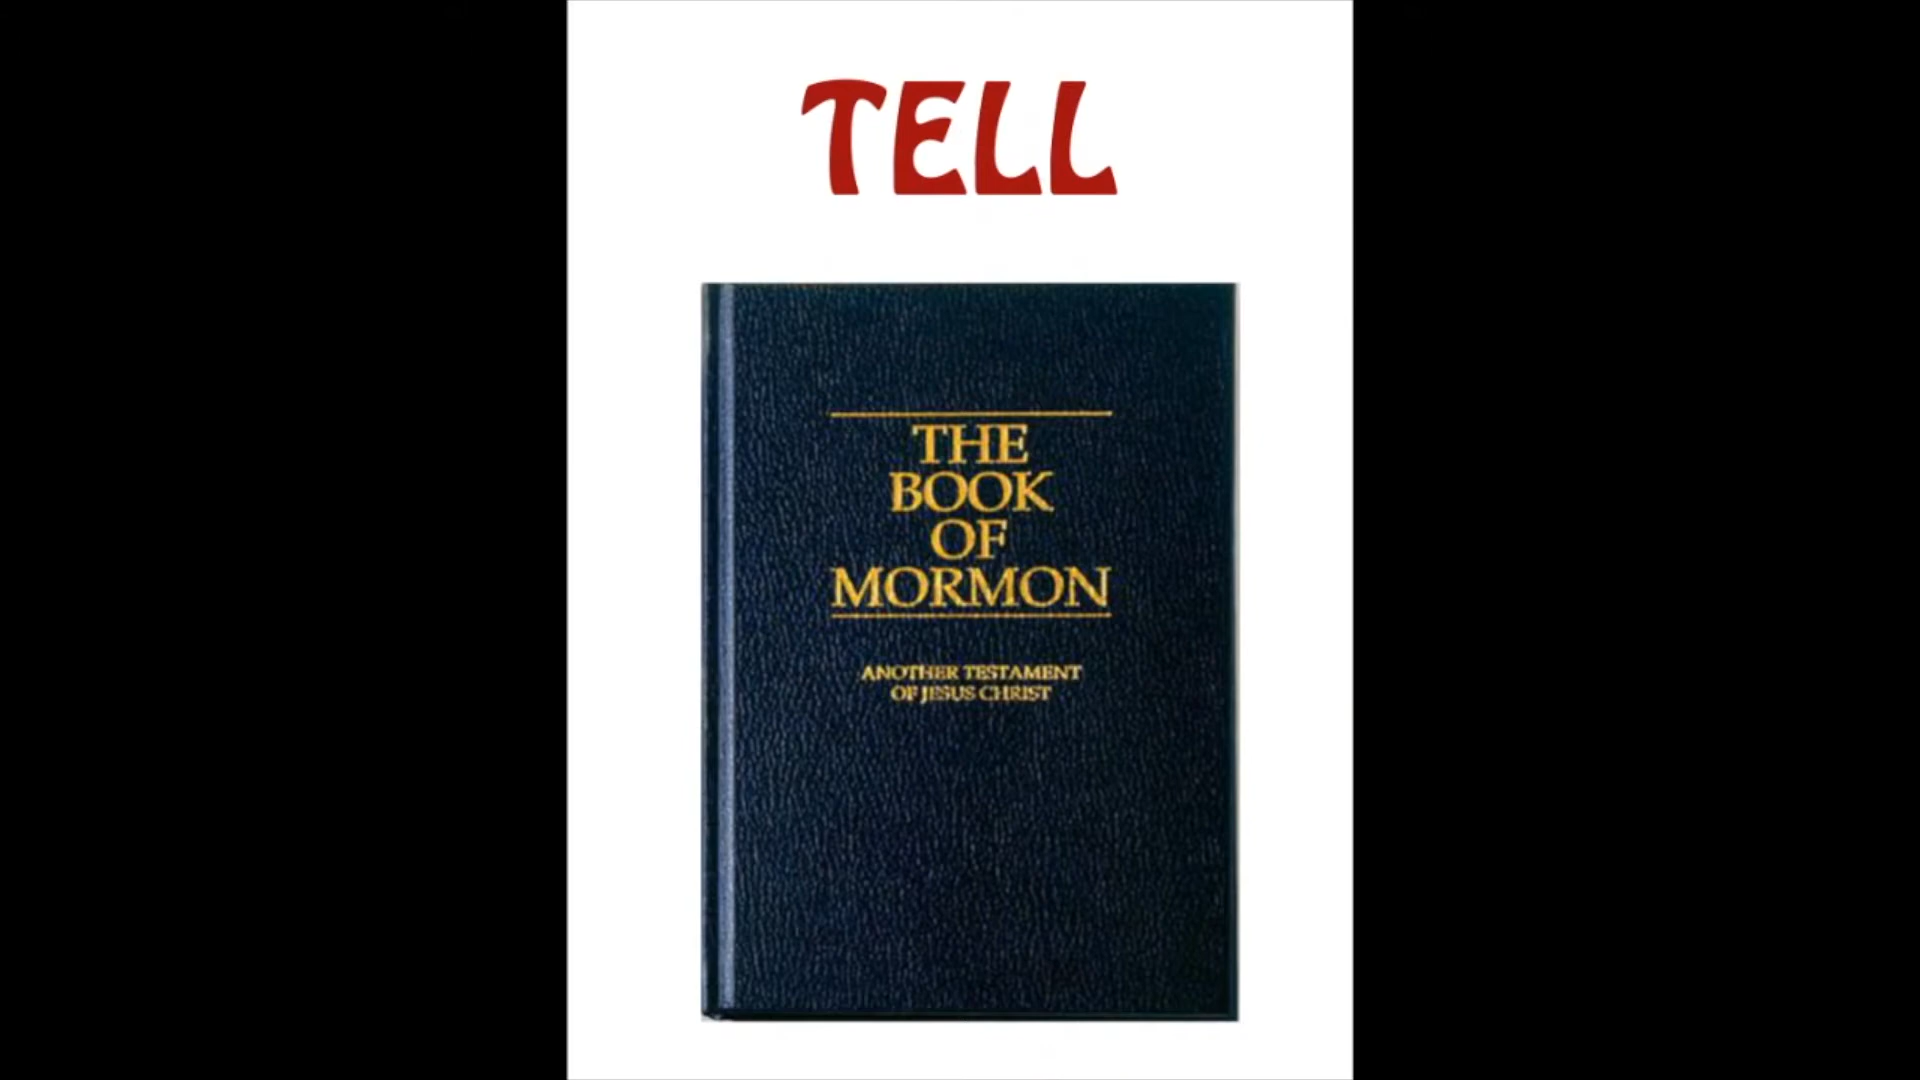 TELL
THE
BOOK
OF
MORMON
ANOTHER TESTAMENT
OF JESUS CHRIST